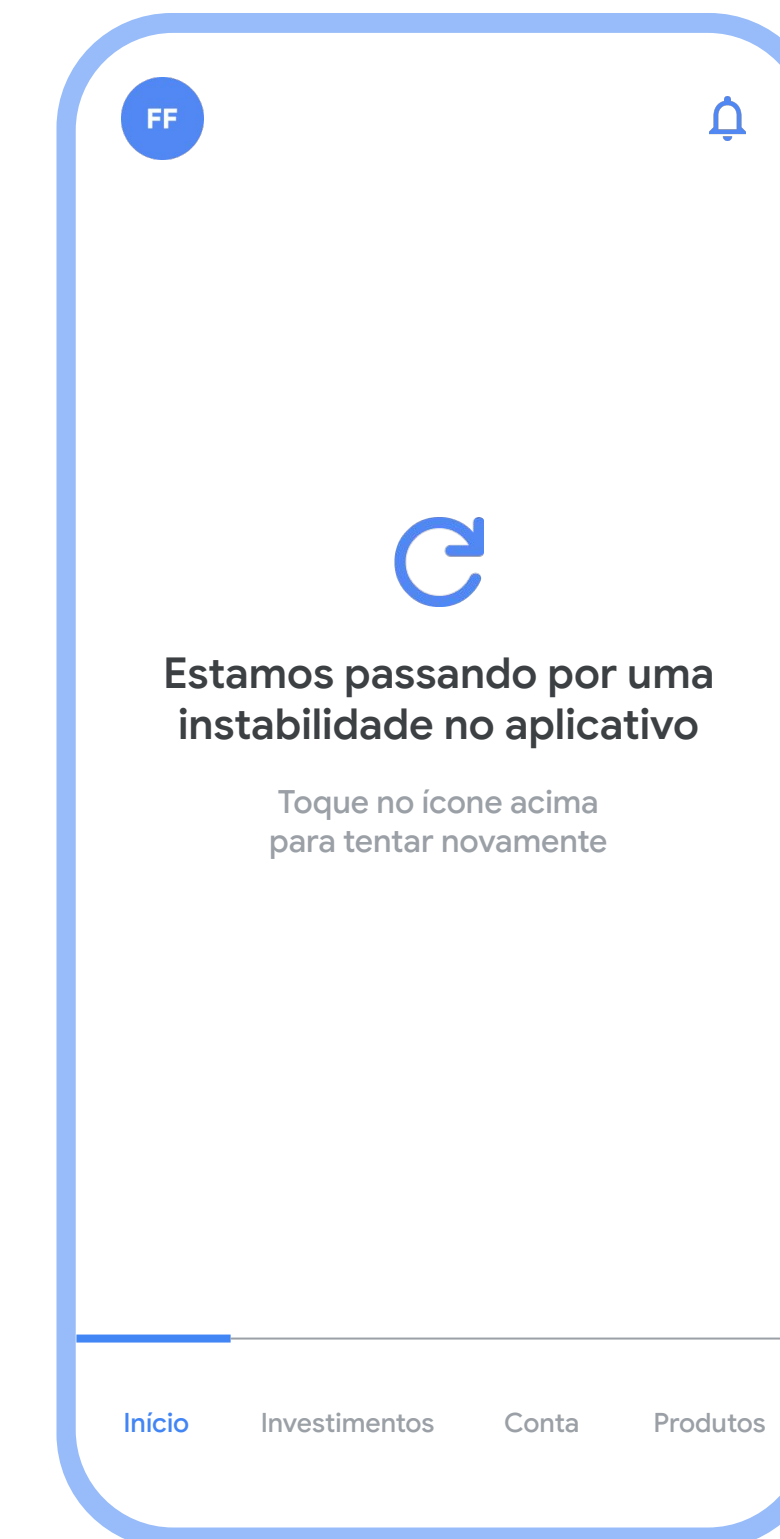 FF
Estamos passando por uma
instabilidade no aplicativo
Toque no ícone acima
para tentar novamente
Início Investimentos Conta Produtos